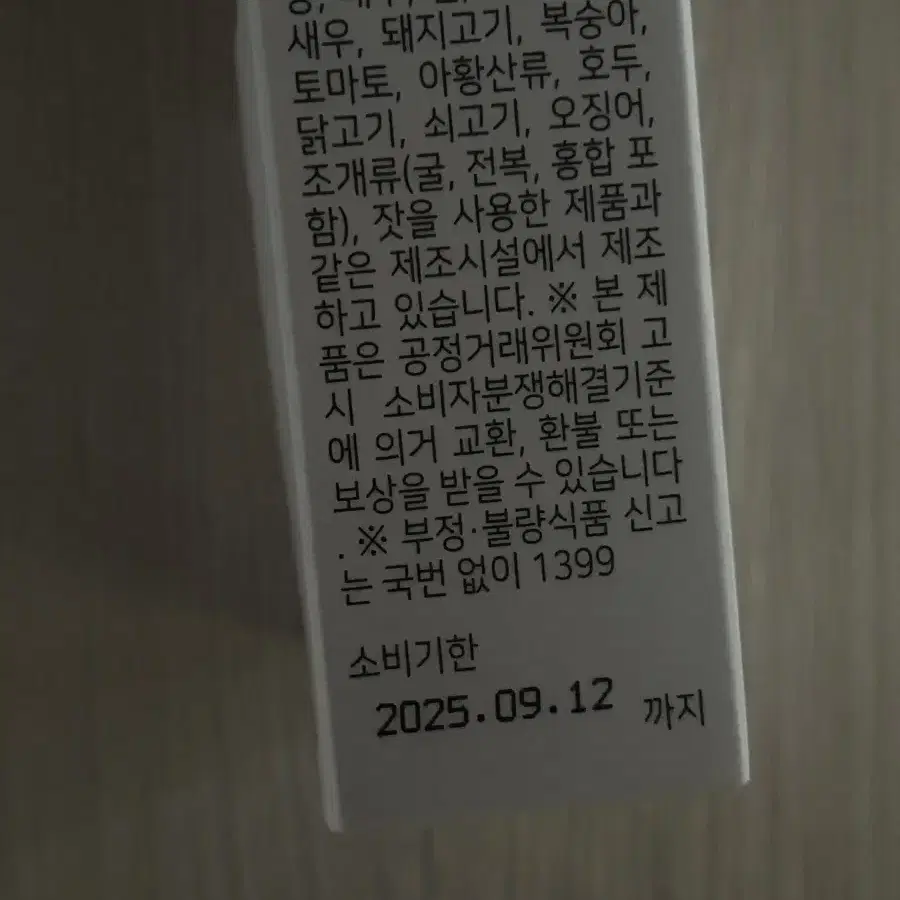 새우, 돼지고기, 복숭아,
토마토, 아황산류, 호두,
닭고기, 쇠고기, 오징어,
조개류(굴, 전복, 홍합 포
함), 잣을 사용한 제품과
같은 제조시설에서 제조
하고 있습니다. ※ 본 제
품은 공정거래위원회 고
시 소비자분쟁해결기준
에 의거 교환, 환불 또는
보상을 받을 수 있습니다
. ※ 부정·불량식품 신고
는 국번 없이 1399
소비기한
2025.09.12 까지